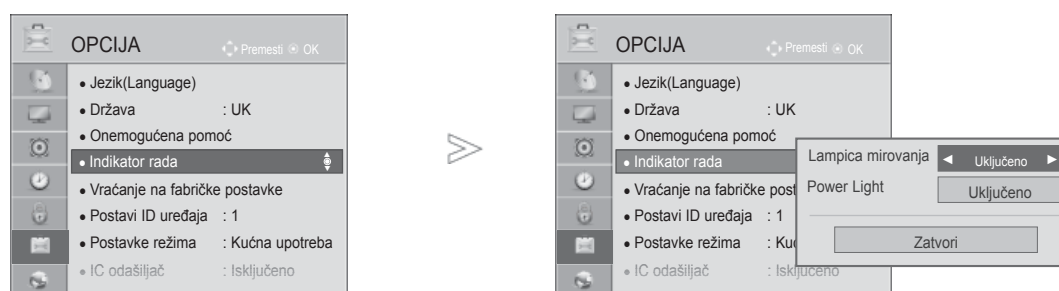 OPCIJA Premesti OK
• Jezik(Language)
• Država : UK
• Onemogućena pomoć
• Indikator rada
• Vraćanje na fabričke postavke
• Postavi ID uređaja : 1
• Postavke režima : Kućna upotreba
• IC odašiljač : Isključeno
OPCIJA Premesti OK
• Jezik(Language)
• Država : UK
• Onemogućena pomoć
• Indikator rada
• Vraćanje na fabričke post
• Postavi ID uređaja : 1
• Postavke režima : Kuć
• IC odašiljač : Isključeno
Lampica mirovanja ◄ Uključeno ►
Power Light Uključeno
Zatvori